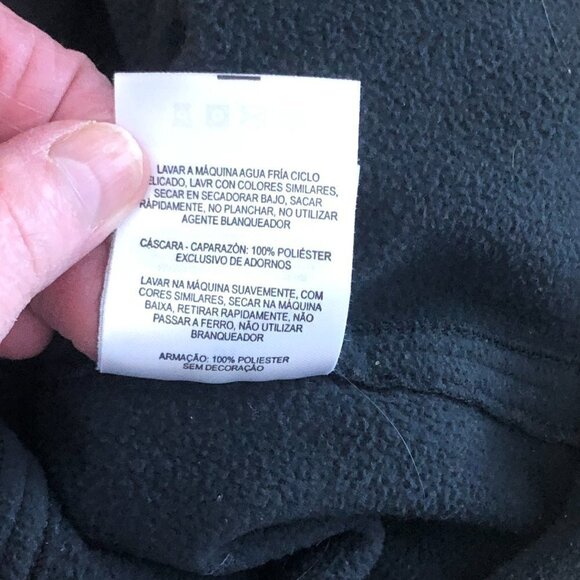 LAVAR A MÁQUINA AGUA FRÍA CICLO
ELICADO, LAVR CON COLORES SIMILARES,
SECAR EN SECADORAR BAJO, SACAR
RÁPIDAMENTE, NO PLANCHAR, NO UTILIZAR
AGENTE BLANQUEADOR
CÁSCARA - CAPARAZÓN: 100% POLIÉSTER
EXCLUSIVO DE ADORNOS
LAVAR NA MÁQUINA SUAVEMENTE, COM
CORES SIMILARES, SECAR NA MÁQUINA
BAIXA, RETIRAR RAPIDAMENTE, NÃO
PASSAR A FERRO, NÃO UTILIZAR
BRANQUEADOR
ARMAÇÃO: 100% POLIESTER
SEM DECORAÇÃO